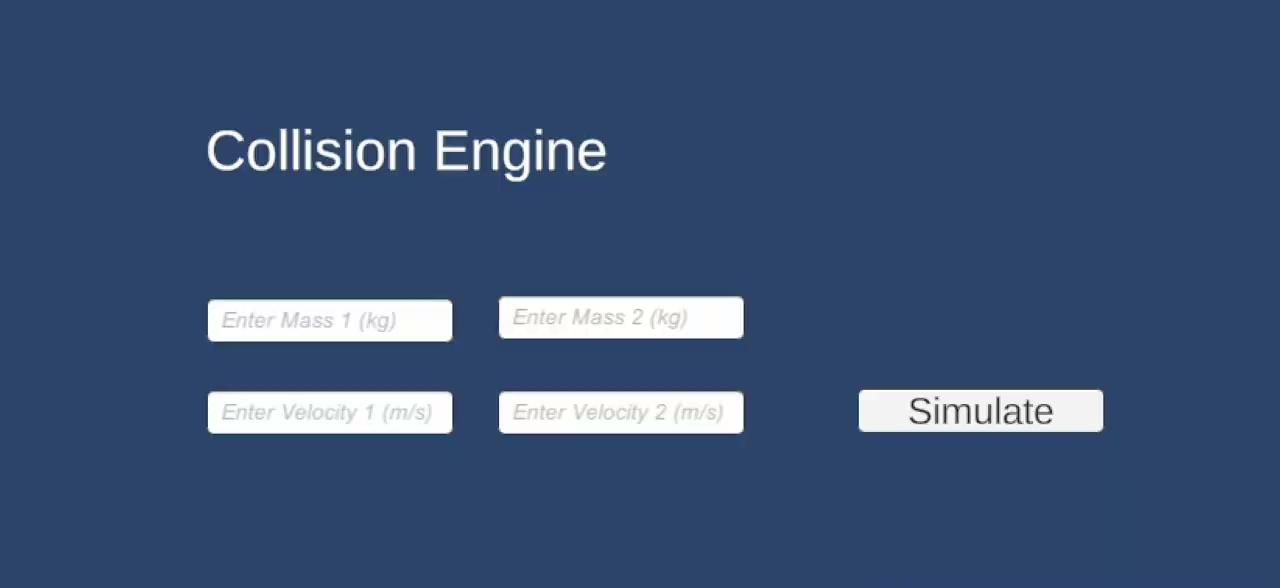 Collision Engine
Enter Mass 1 (kg)
Enter Mass 2 (kg)
Enter Velocity 1 (m/s)
Enter Velocity 2 (m/s)
Simulate